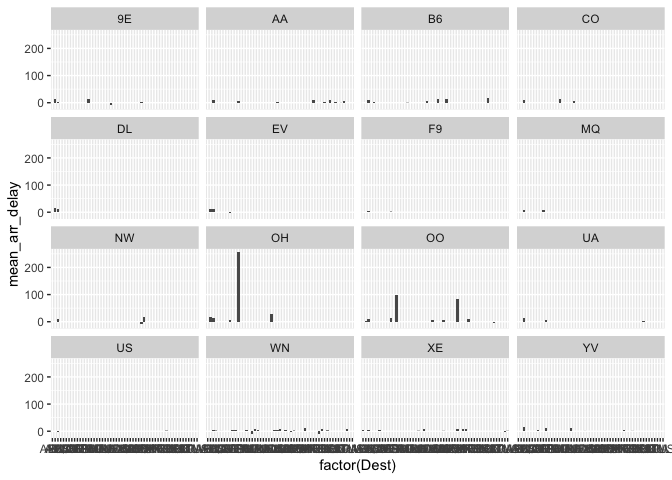 9E AA B6 CO
200
100
0
DL EV F9 MQ
200
100
0
NW OH OO UA
200
100
0
US WN XE YV
200
100
0
mean_arr_delay
factor(Dest)